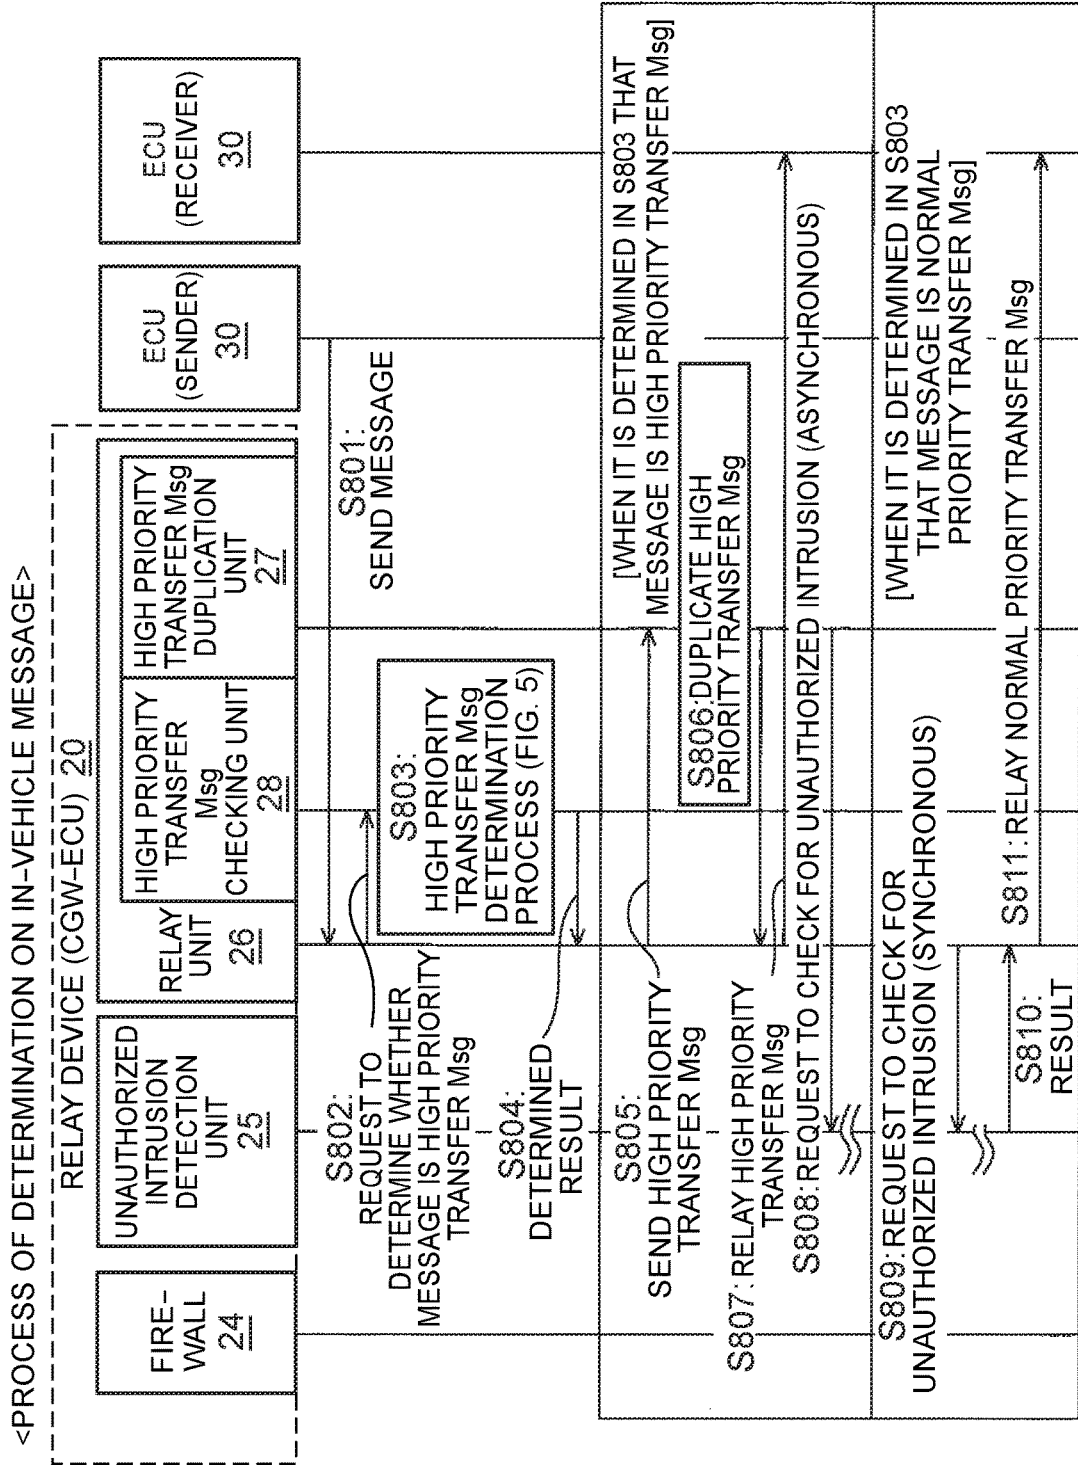 <PROCESS OF DETERMINATION ON IN-VEHICLE MESSAGE>
RELAY DEVICE (CGW-ECU) 20
FIRE-
WALL
24
UNAUTHORIZED
INTRUSION
DETECTION
UNIT
25
RELAY
UNIT
26
HIGH PRIORITY
TRANSFER
Msg
CHECKING UNIT
28
HIGH PRIORITY
TRANSFER Msg
DUPLICATION
UNIT
27
ECU
(SENDER)
30
ECU
(RECEIVER)
30
S801:
SEND MESSAGE
S802:
REQUEST TO
DETERMINE WHETHER
MESSAGE IS HIGH PRIORITY
TRANSFER Msg
S803:
HIGH PRIORITY
TRANSFER Msg
DETERMINATION
PROCESS (FIG. 5)
S804:
DETERMINED
RESULT
[WHEN IT IS DETERMINED IN S803 THAT
MESSAGE IS HIGH PRIORITY TRANSFER Msg]
S805:
SEND HIGH PRIORITY
TRANSFER Msg
S806:DUPLICATE HIGH
PRIORITY TRANSFER Msg
S807: RELAY HIGH PRIORITY
TRANSFER Msg
S808:REQUEST TO CHECK FOR UNAUTHORIZED INTRUSION (ASYNCHRONOUS)
[WHEN IT IS DETERMINED IN S803
THAT MESSAGE IS NORMAL
PRIORITY TRANSFER Msg]
S809:REQUEST TO CHECK FOR
UNAUTHORIZED INTRUSION (SYNCHRONOUS)
S810:
RESULT
S811:RELAY NORMAL PRIORITY TRANSFER Msg